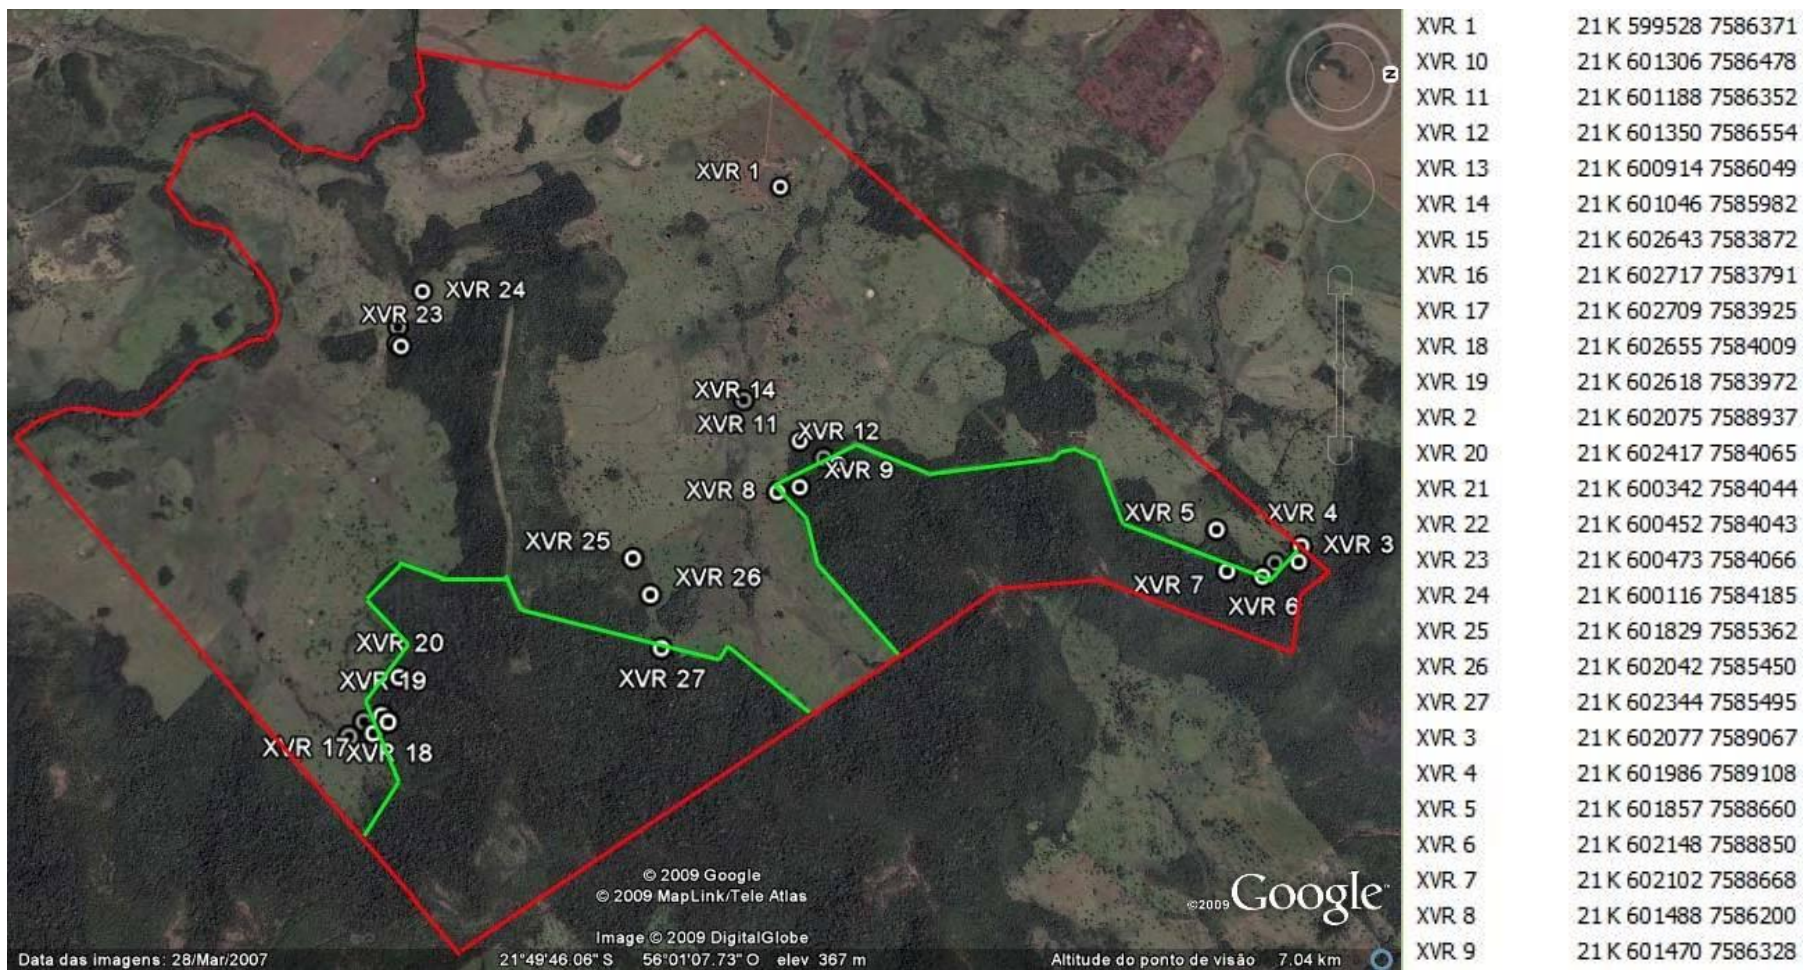 N
XVR 1
XVR 24
XVR 23
XVR 14
XVR 11
XVR 12
XVR 9
XVR 8
XVR 5
XVR 4
XVR 3
XVR 25
XVR 26
XVR 7
XVR 6
XVR 20
XVR 19
XVR 27
XVR 17
XVR 18
© 2009 Google
© 2009 MapLink/Tele Atlas
©2009 Google
Image © 2009 DigitalGlobe
Data das imagens: 28/Mar/2007
21°49'46.06" S 56°01'07.73" O elev 367 m
Altitude do ponto de visão 7.04 km
XVR 1 21 K 599528 7586371
XVR 10 21 K 601306 7586478
XVR 11 21 K 601188 7586352
XVR 12 21 K 601350 7586554
XVR 13 21 K 600914 7586049
XVR 14 21 K 601046 7585982
XVR 15 21 K 602643 7583872
XVR 16 21 K 602717 7583791
XVR 17 21 K 602709 7583925
XVR 18 21 K 602655 7584009
XVR 19 21 K 602618 7583972
XVR 2 21 K 602075 7588937
XVR 20 21 K 602417 7584065
XVR 21 21 K 600342 7584044
XVR 22 21 K 600452 7584043
XVR 23 21 K 600473 7584066
XVR 24 21 K 600116 7584185
XVR 25 21 K 601829 7585362
XVR 26 21 K 602042 7585450
XVR 27 21 K 602344 7585495
XVR 3 21 K 602077 7589067
XVR 4 21 K 601986 7589108
XVR 5 21 K 601857 7588660
XVR 6 21 K 602148 7588850
XVR 7 21 K 602102 7588668
XVR 8 21 K 601488 7586200
XVR 9 21 K 601470 7586328